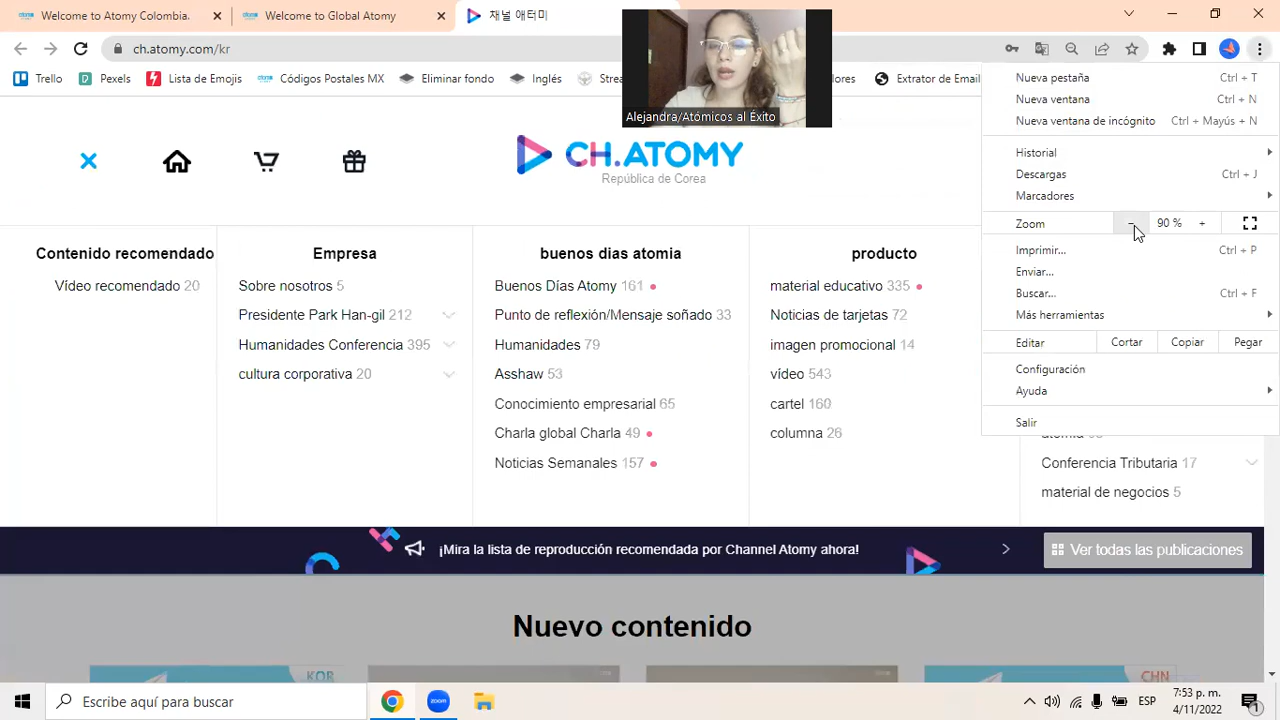 Welcome to Atomy Colombia.
Welcome to Global Atomy
채널 애터미
ch.atomy.com/kr
Trello
Pexels
Lista de Emojis
Códigos Postales MX
Eliminar fondo
Inglés
Extrator de Email
Alejandra/Atómicos al Éxito
CH.ATOMY
República de Corea
Contenido recomendado
Vídeo recomendado 20
Empresa
Sobre nosotros 5
Presidente Park Han-gil 212
Humanidades Conferencia 395
cultura corporativa 20
buenos dias atomia
Buenos Días Atomy 161
Punto de reflexión/Mensaje soñado 33
Humanidades 79
Asshaw 53
Conocimiento empresarial 65
Charla global Charla 49
Noticias Semanales 157
producto
material educativo 335
Noticias de tarjetas 72
imagen promocional 14
vídeo 543
cartel 160
columna 26
Conferencia Tributaria 17
material de negocios 5
Nueva pestaña Ctrl + T
Nueva ventana Ctrl + N
Nueva ventana de incógnito Ctrl + Mayús + N
Historial
Descargas Ctrl + J
Marcadores
Zoom - 90 % +
Imprimir... Ctrl + P
Enviar...
Buscar... Ctrl + F
Más herramientas
Editar Cortar Copiar Pegar
Configuración
Ayuda
Salir
¡Mira la lista de reproducción recomendada por Channel Atomy ahora!
Ver todas las publicaciones
Nuevo contenido
KOR
CHN
Escribe aquí para buscar
zoom
ESP
7:53 p. m.
4/11/2022
1